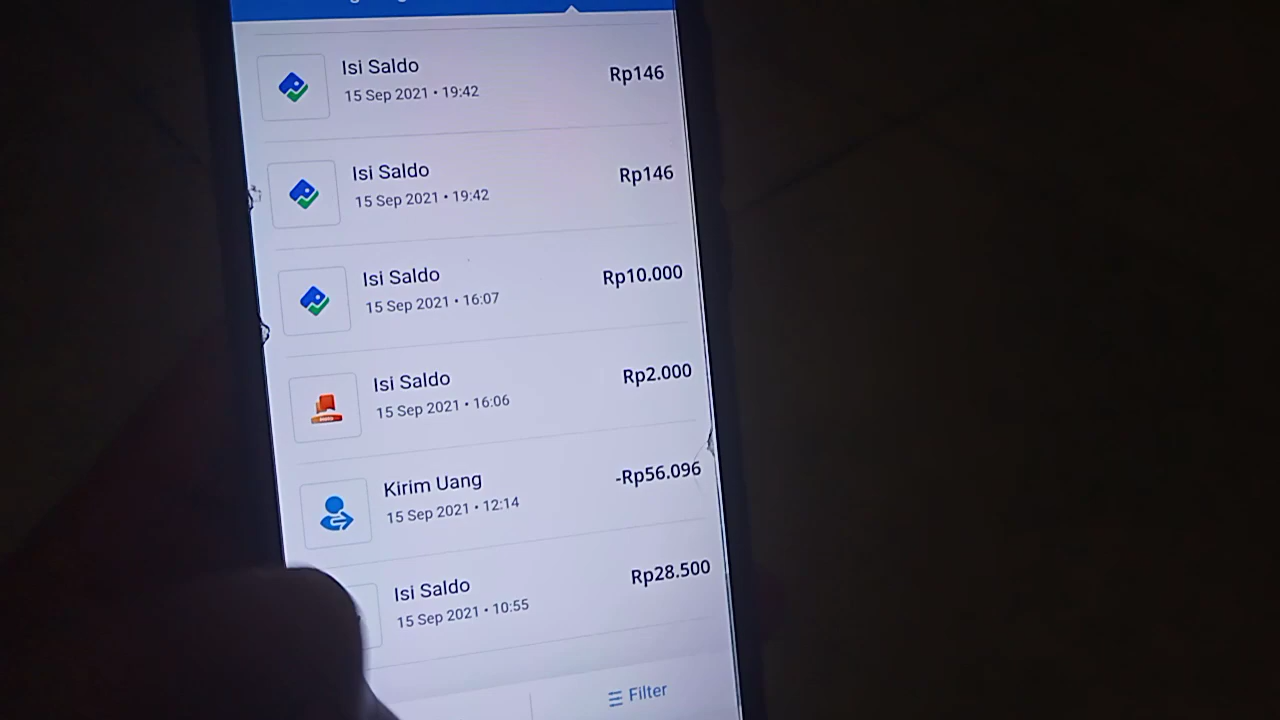 Isi Saldo
Rp146
15 Sep 2021 • 19:42
Isi Saldo
Rp146
15 Sep 2021 • 19:42
Isi Saldo
Rp10.000
15 Sep 2021 • 16:07
Isi Saldo
Rp2.000
15 Sep 2021 • 16:06
Kirim Uang
-Rp56.096
15 Sep 2021 • 12:14
Isi Saldo
Rp28.500
15 Sep 2021 • 10:55
Filter